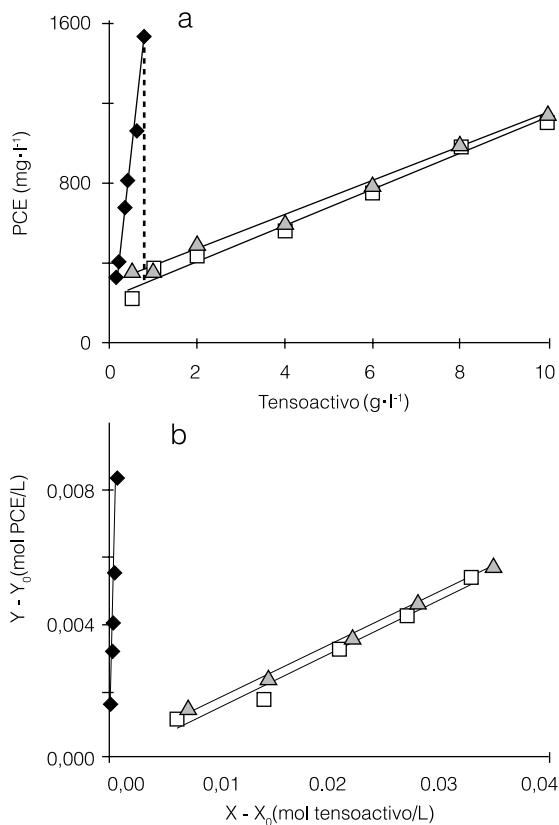 a
1600
800
0
PCE (mg·l-1)
0 2 4 6 8 10
Tensoactivo (g·l-1)
b
0,008
0,004
0,000
Y - Y0(mol PCE/L)
0,00 0,01 0.02 0.03 0,04
X - X0(mol tensoactivo/L)